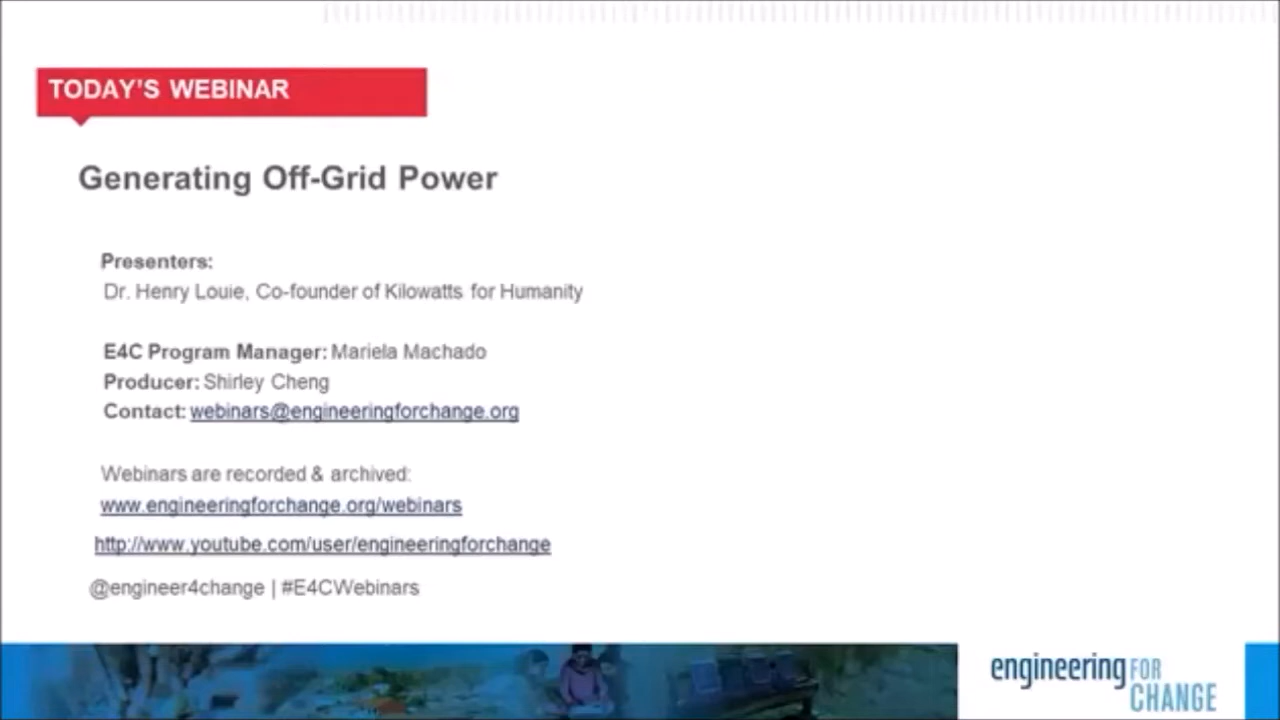 TODAY'S WEBINAR
Generating Off-Grid Power
Presenters:
Dr. Henry Louie, Co-founder of Kilowatts for Humanity
E4C Program Manager: Mariela Machado
Producer: Shirley Cheng
Contact: webinars@engineeringforchange.org
Webinars are recorded & archived:
www.engineeringforchange.org/webinars
http://www.youtube.com/user/engineeringforchange
@engineer4change | #E4CWebinars
engineering FOR
CHANGE